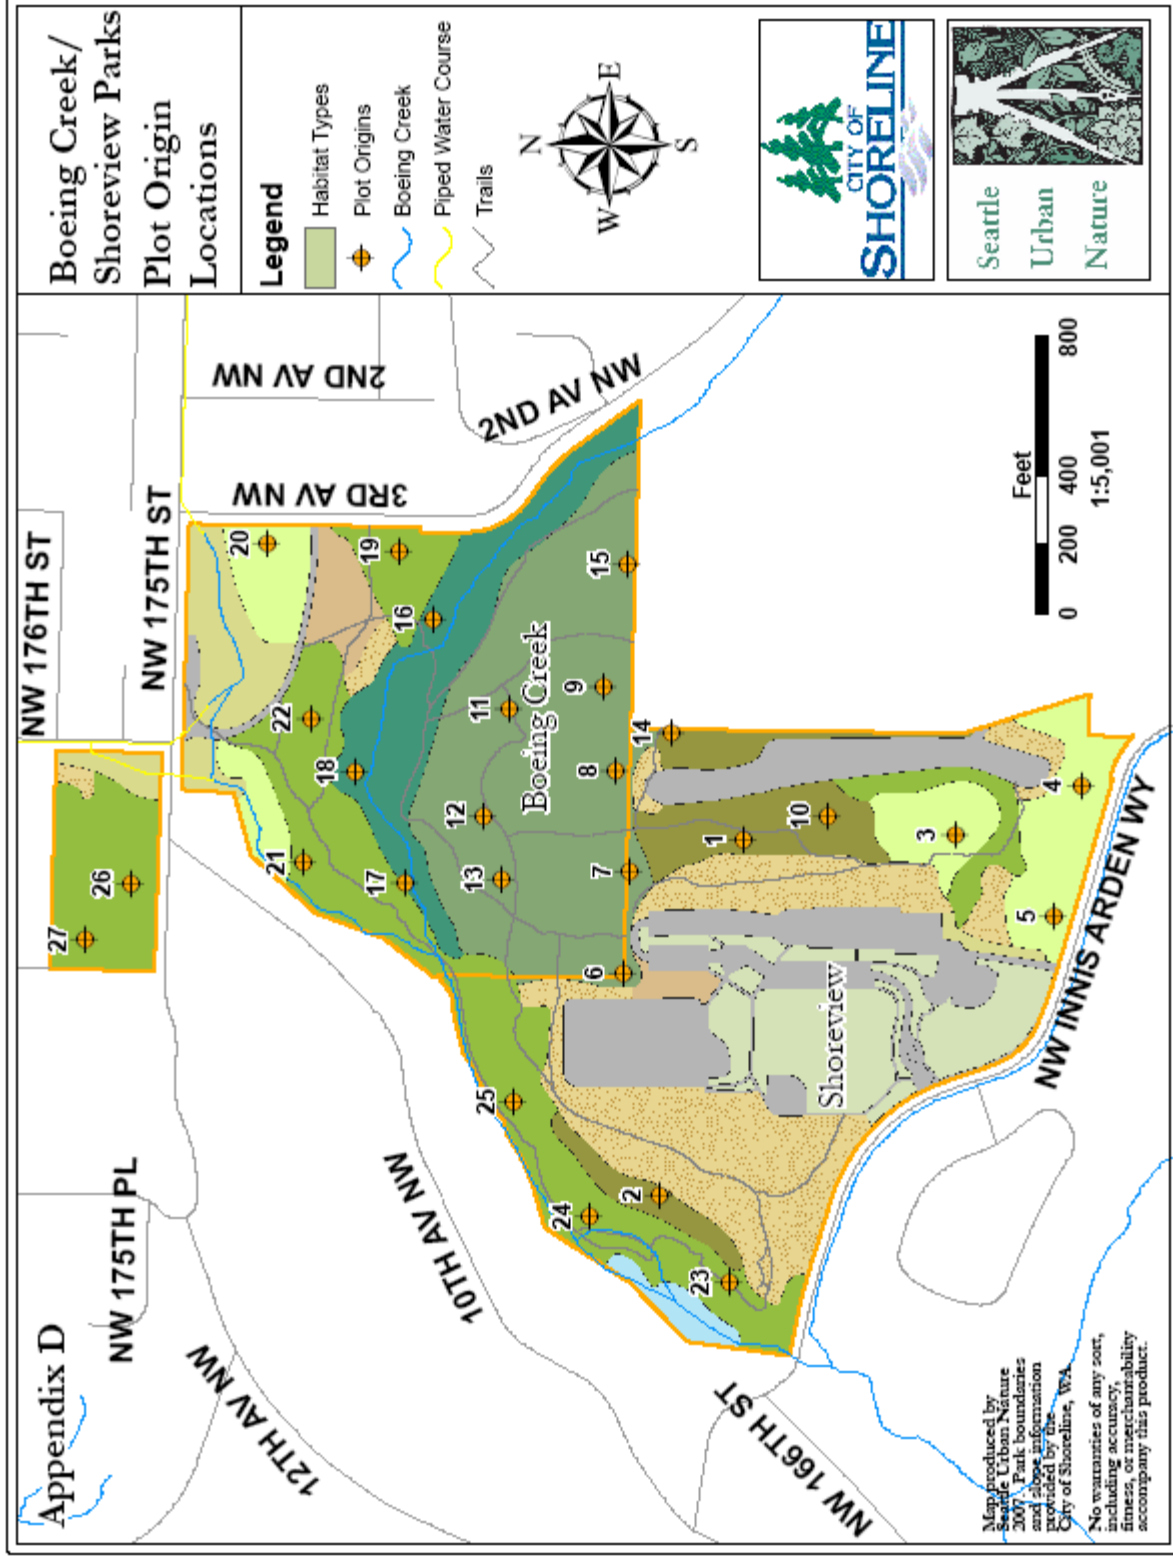 Appendix D
Boeing Creek/
Shoreview Parks
Plot Origin
Locations
Legend
Habitat Types
Plot Origins
Boeing Creek
Piped Water Course
Trails
N
W
E
S
CITY OF
SHORELINE
Seattle
Urban
Nature
NW 176TH ST
NW 175TH ST
NW 175TH PL
12TH AV NW
10TH AV NW
NW 166TH ST
NW INNIS ARDEN WY
3RD AV NW
2ND AV NW
2ND AV NW
Boeing Creek
Shoreview
27
26
21
22
20
19
18
16
17
12
13
11
9
8
7
15
14
6
25
24
2
23
1
10
3
4
5
Feet
0 200 400 800
1:5,001
Map produced by
Seattle Urban Nature
2007. Park boundaries
and slope information
provided by the
City of Shoreline, WA.
No warranties of any sort,
including accuracy,
fitness, or merchantability
accompany this product.